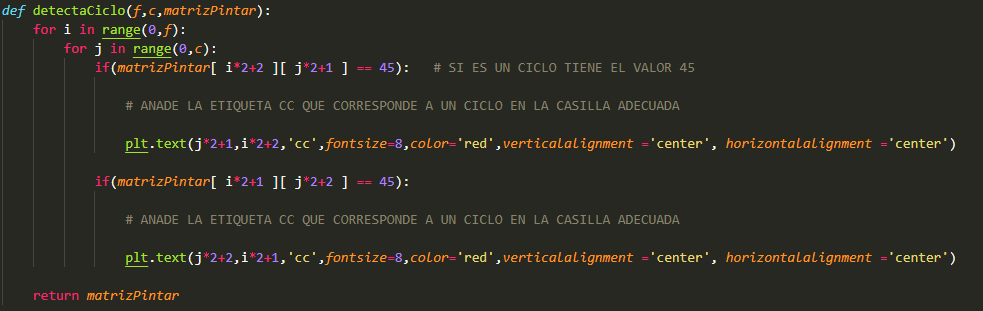 def detectaCiclo(f,c,matrizPintar):
for i in range(0,f):
for j in range(0,c):
if(matrizPintar[ i*2+2 ][ j*2+1 ] == 45):   # SI ES UN CICLO TIENE EL VALOR 45
# ANADE LA ETIQUETA CC QUE CORRESPONDE A UN CICLO EN LA CASILLA ADECUADA
plt.text(j*2+1,i*2+2,'cc',fontsize=8,color='red',verticalalignment ='center', horizontalalignment ='center')
if(matrizPintar[ i*2+1 ][ j*2+2 ] == 45):
# ANADE LA ETIQUETA CC QUE CORRESPONDE A UN CICLO EN LA CASILLA ADECUADA
plt.text(j*2+2,i*2+1,'cc',fontsize=8,color='red',verticalalignment ='center', horizontalalignment ='center')
return matrizPintar